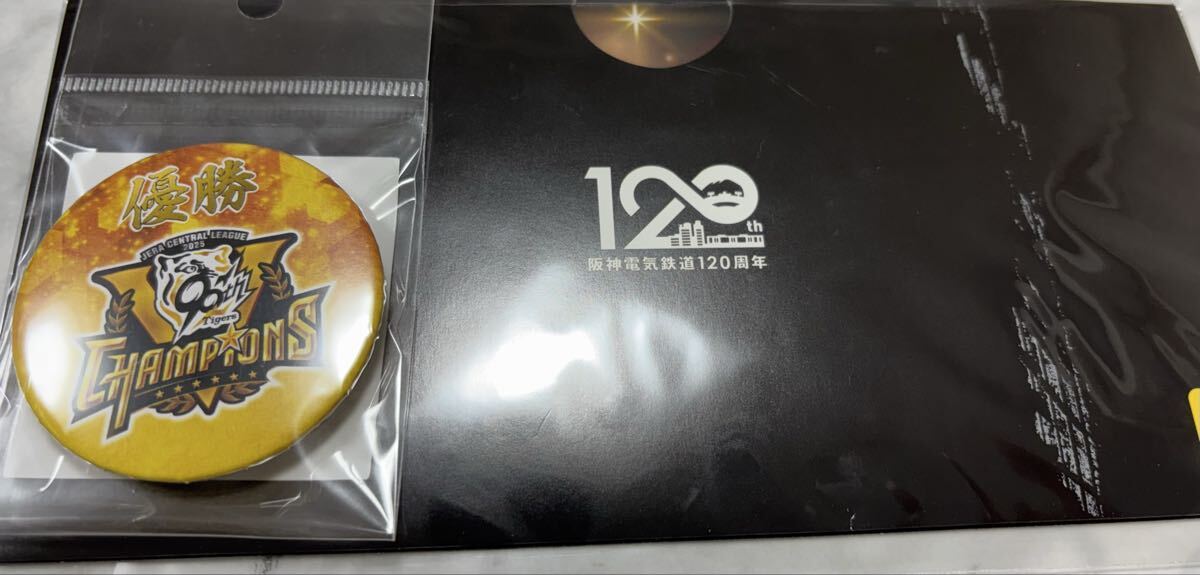 優勝
JERA CENTRAL LEAGUE
2025
90th
Tigers
CHAMPIONS
120th
阪神電気鉄道120周年